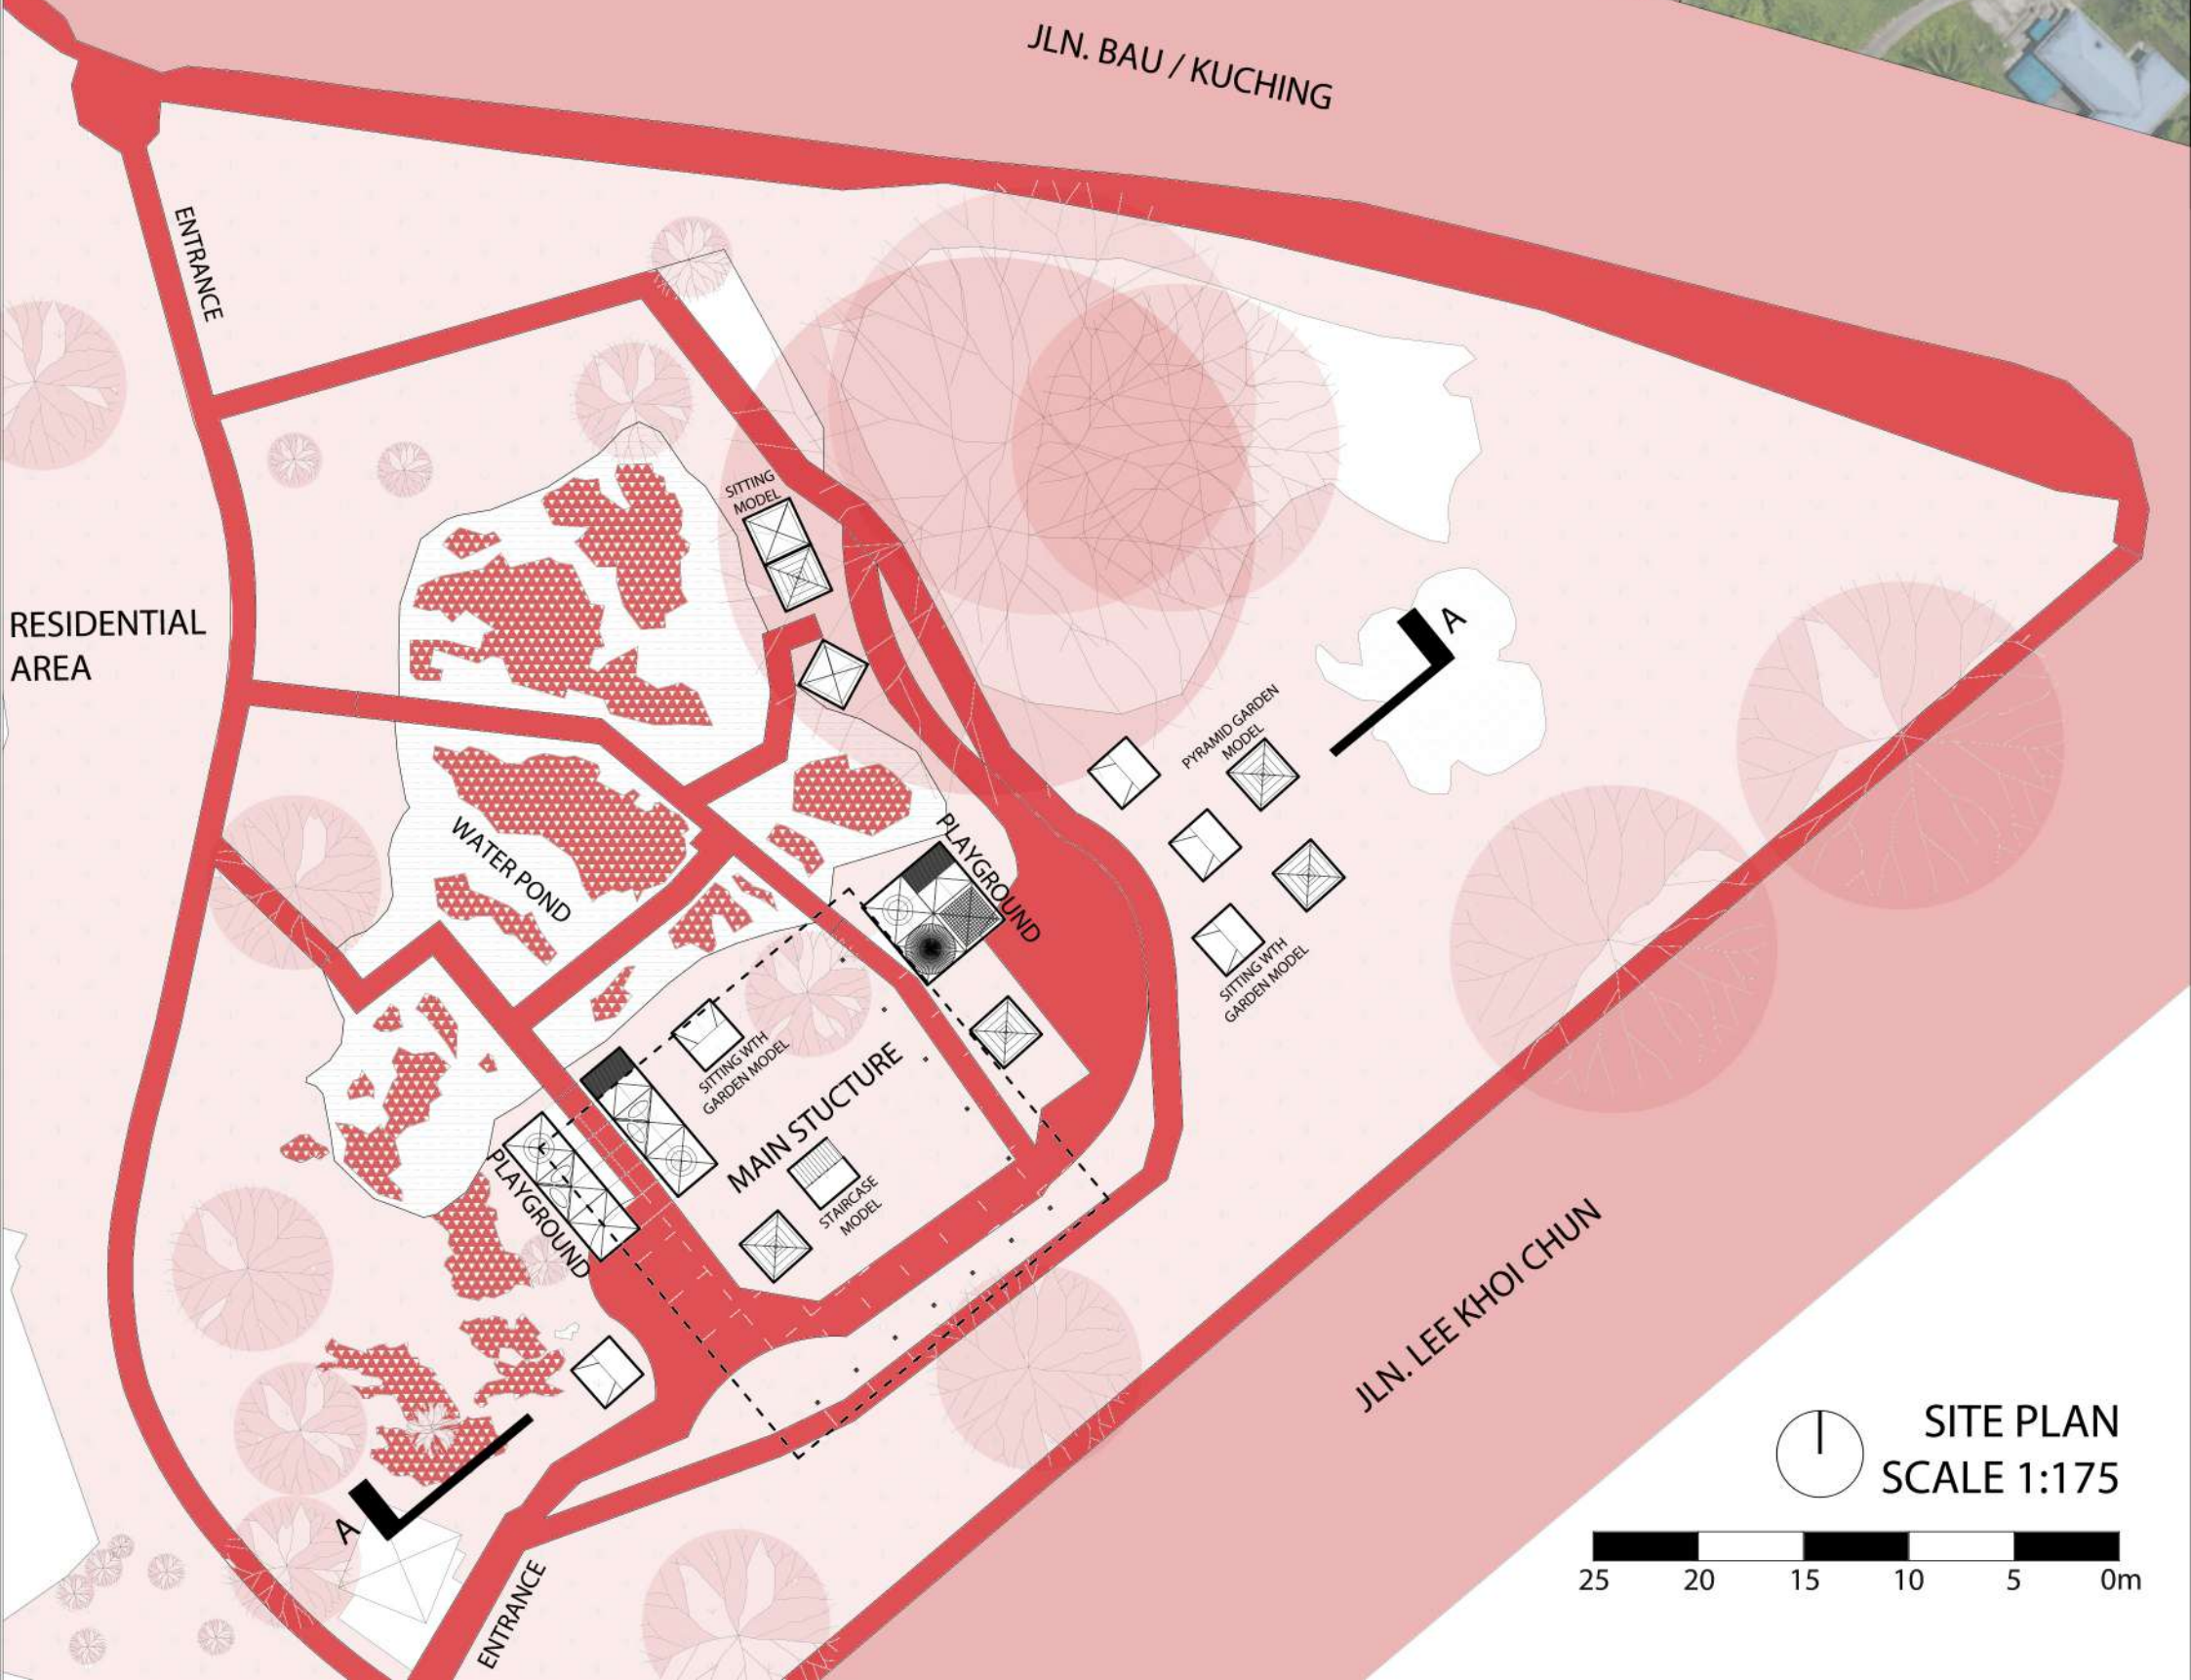 JLN. BAU / KUCHING
ENTRANCE
SITTING
MODEL
RESIDENTIAL
AREA
A
PYRAMID GARDEN
MODEL
WATER POND
PLAYGROUND
SITTING WTH
GARDEN MODEL
SITTING WTH
GARDEN MODEL
MAIN STUCTURE
STAIRCASE
MODEL
PLAYGROUND
JLN. LEE KHOI CHUN
A
ENTRANCE
SITE PLAN
SCALE 1:175
25 20 15 10 5 0m